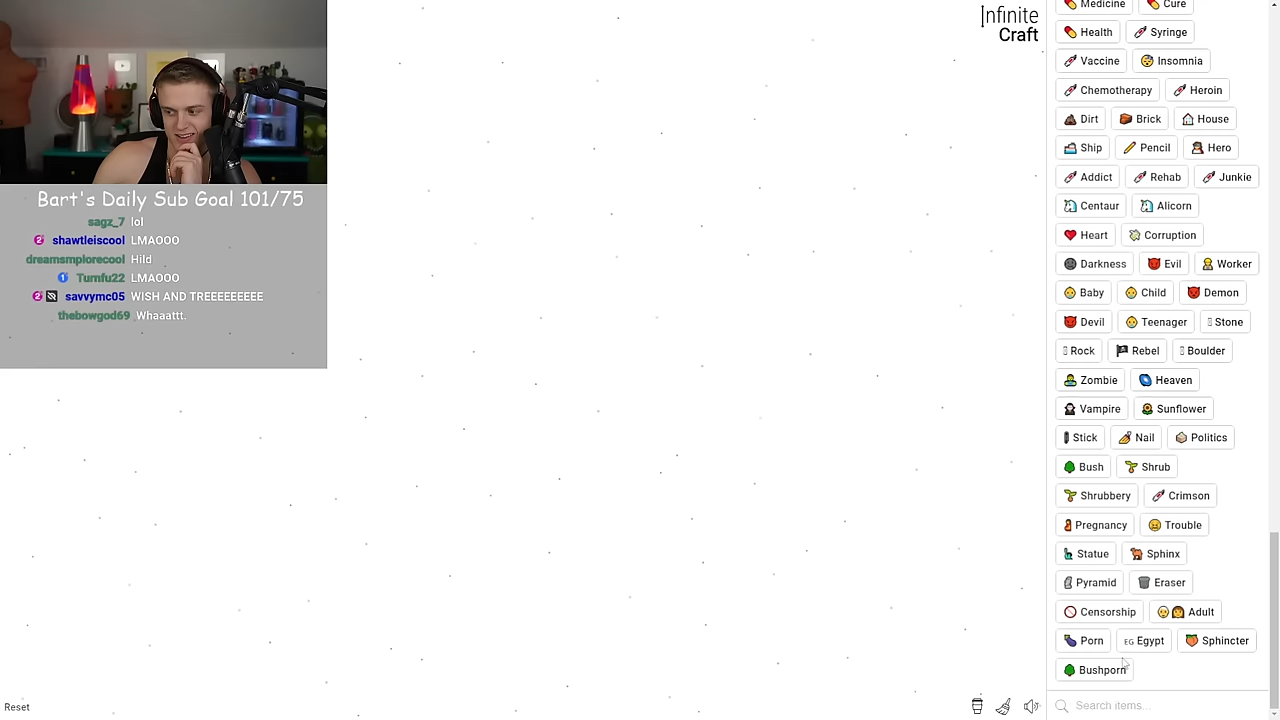 Infinite
Craft
Medicine Cure
Health Syringe
Vaccine Insomnia
Chemotherapy Heroin
Dirt Brick House
Ship Pencil Hero
Addict Rehab Junkie
Centaur Alicorn
Heart Corruption
Darkness Evil Worker
Baby Child Demon
Devil Teenager Stone
Rock Rebel Boulder
Zombie Heaven
Vampire Sunflower
Stick Nail Politics
Bush Shrub
Shrubbery Crimson
Pregnancy Trouble
Statue Sphinx
Pyramid Eraser
Censorship Adult
Porn EG Egypt Sphincter
Bushporn
Search items...
Bart's Daily Sub Goal 101/75
sagz_7 lol
2 shawtleiscool LMAOOO
dreamsmplorecool Hild
1 Turnfu22 LMAOOO
2 savvymc05 WISH AND TREEEEEEEEE
thebowgod69 Whaaattt.
Reset